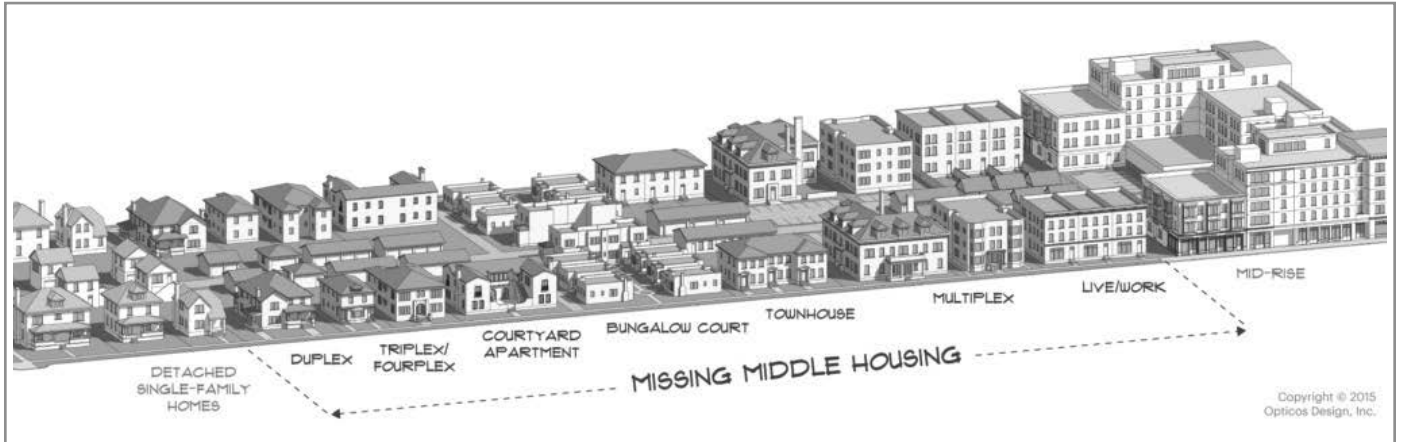 DETACHED
SINGLE-FAMILY
HOMES
DUPLEX
TRIPLEX/
FOURPLEX
COURTYARD
APARTMENT
BUNGALOW COURT
TOWNHOUSE
MULTIPLEX
LIVE/WORK
MID-RISE
MISSING MIDDLE HOUSING
Copyright © 2015
Opticos Design, Inc.